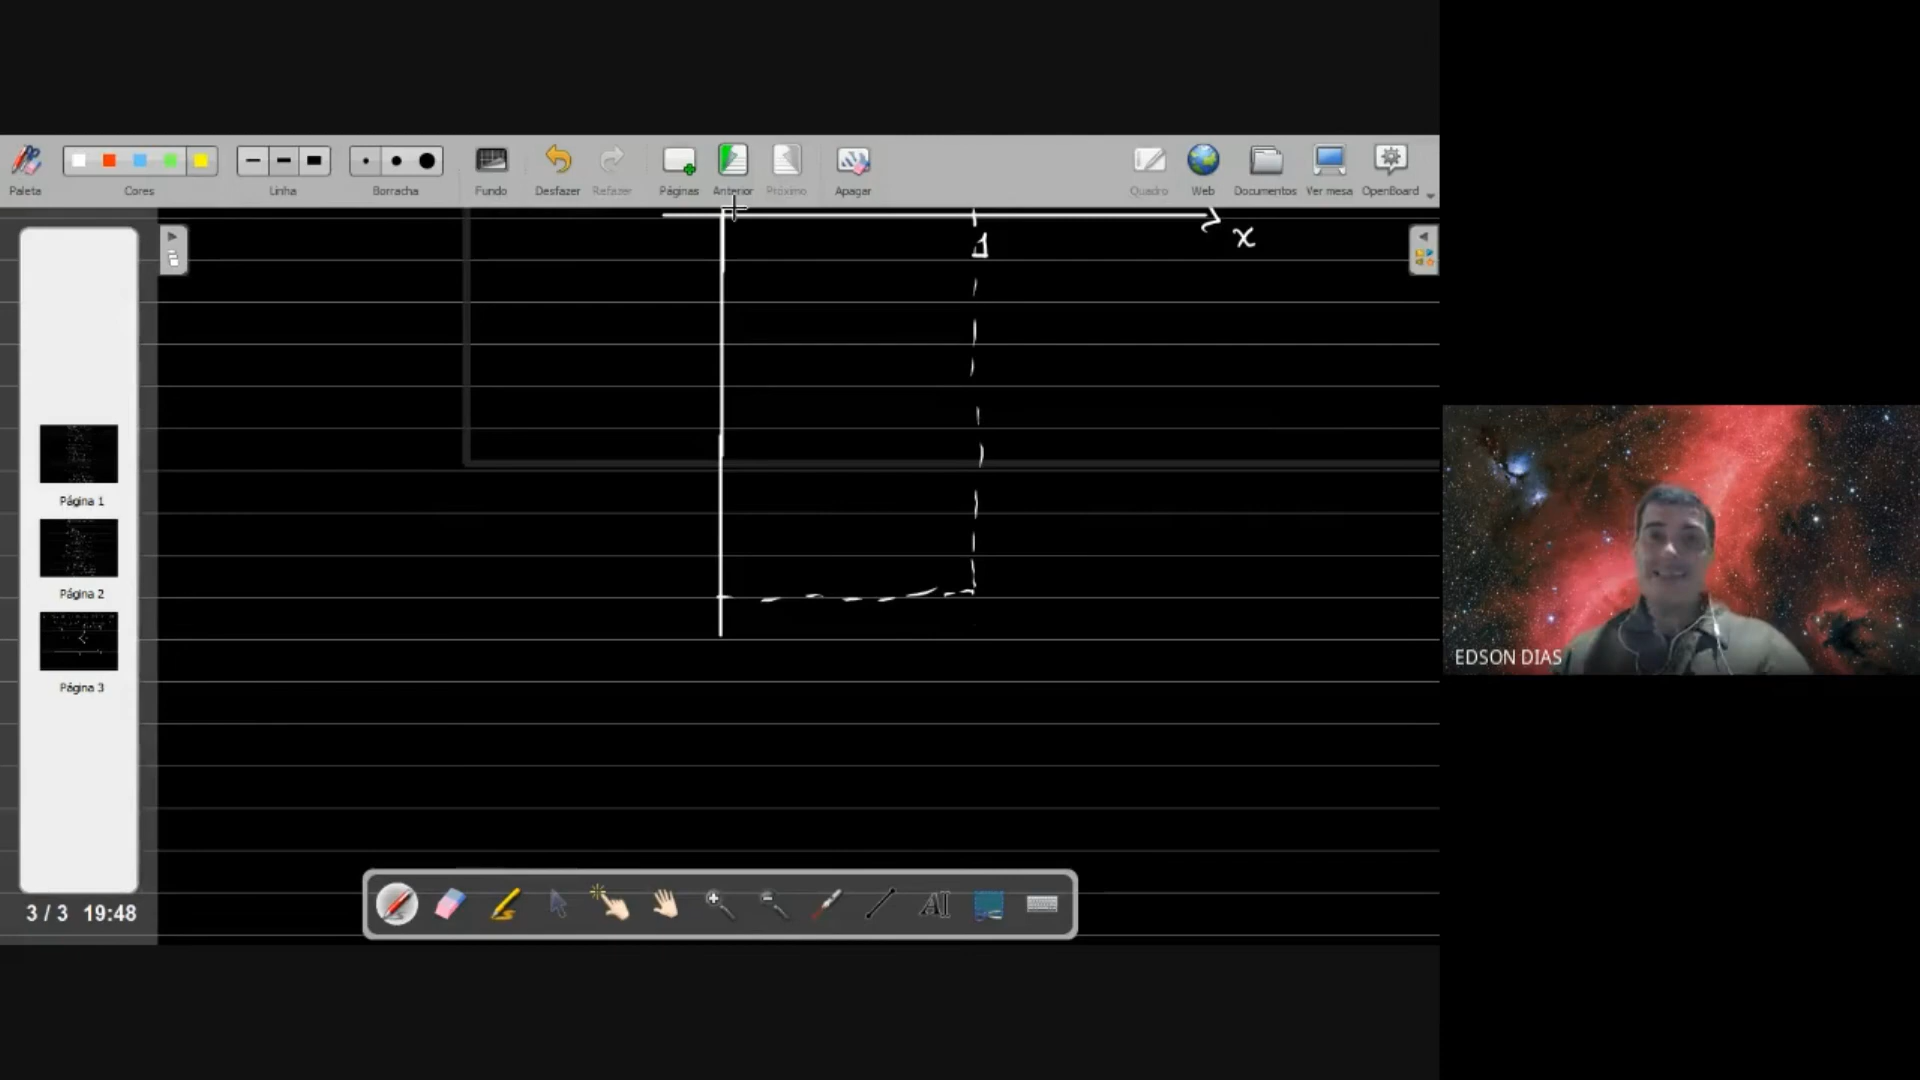 Paleta Cores Linha Borracha Fundo Desfazer Refazer Páginas Anterior Próximo Apagar Quadro Web Documentos Ver mesa OpenBoard
1
x
Página 1
Página 2
Página 3
EDSON DIAS
AI
3 / 3 19:48